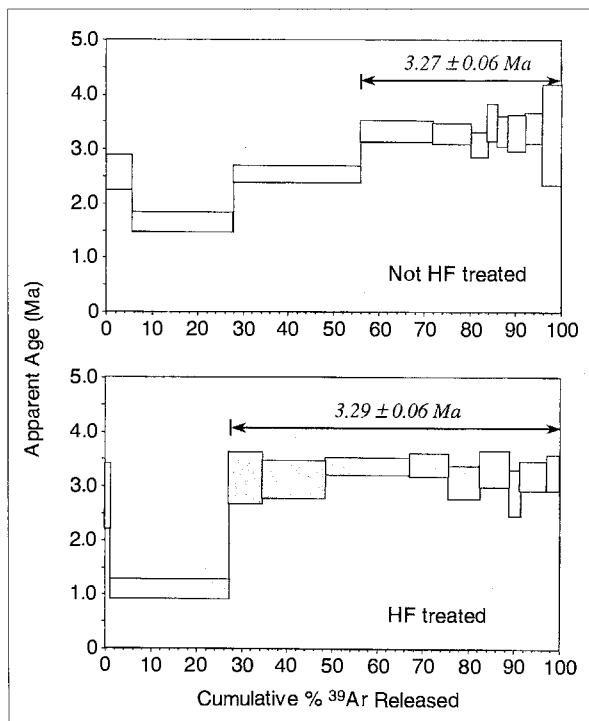 5.0
3.27 ± 0.06 Ma
4.0
3.0
2.0
1.0
Not HF treated
0
0 10 20 30 40 50 60 70 80 90 100
Apparent Age (Ma)
5.0
3.29 ± 0.06 Ma
4.0
3.0
2.0
1.0
HF treated
0
0 10 20 30 40 50 60 70 80 90 100
Cumulative % ³⁹Ar Released